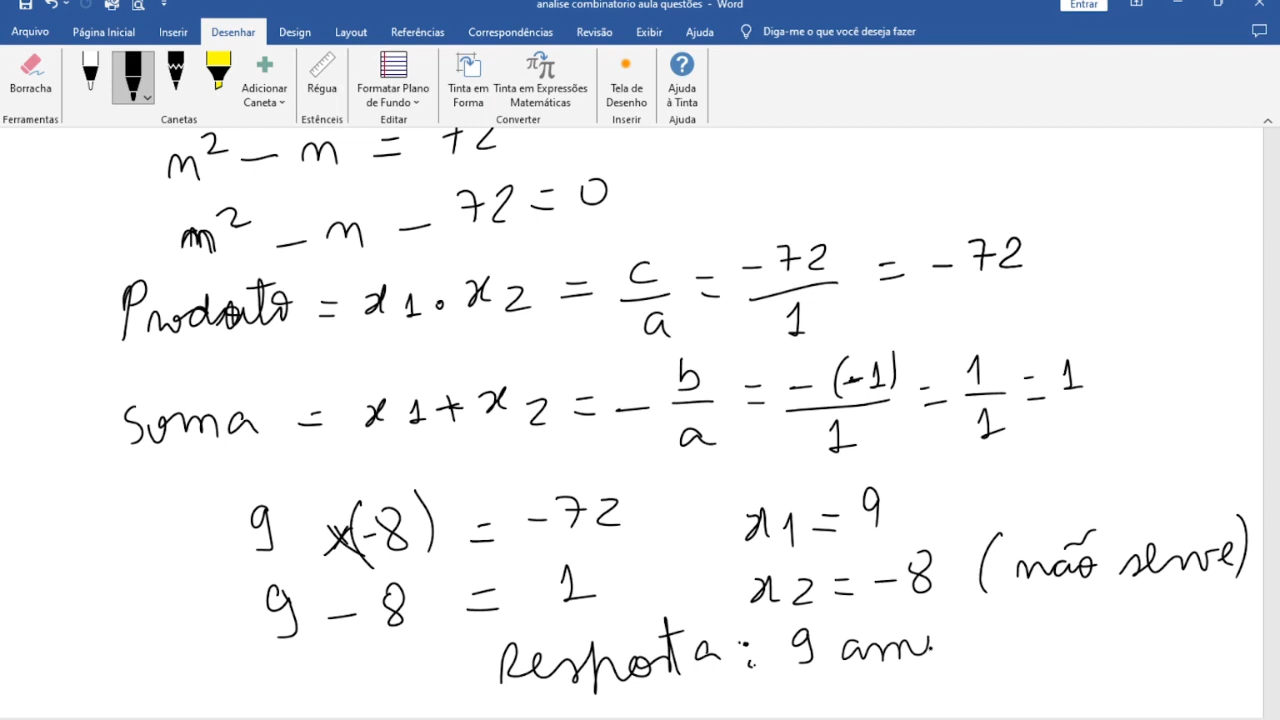 analise combinatorio aula questões - Word
Entrar
Arquivo Página Inicial Inserir Desenhar Design Layout Referências Correspondências Revisão Exibir Ajuda Diga-me o que você deseja fazer
Borracha
Adicionar Caneta
Régua
Formatar Plano de Fundo
Tinta em Forma
Tinta em Expressões Matemáticas
Tela de Desenho
Ajuda à Tinta
Ferramentas Canetas Estênceis Editar Converter Inserir Ajuda
n² - n = 72
n² - n - 72 = 0
Produto = x1 . x2 = c/a = -72/1 = -72
Soma = x1 + x2 = - b/a = -(-1)/1 = 1/1 = 1
9 x(-8) = -72 x1 = 9
9 - 8 = 1 x2 = -8 (não serve)
Resposta: 9 am